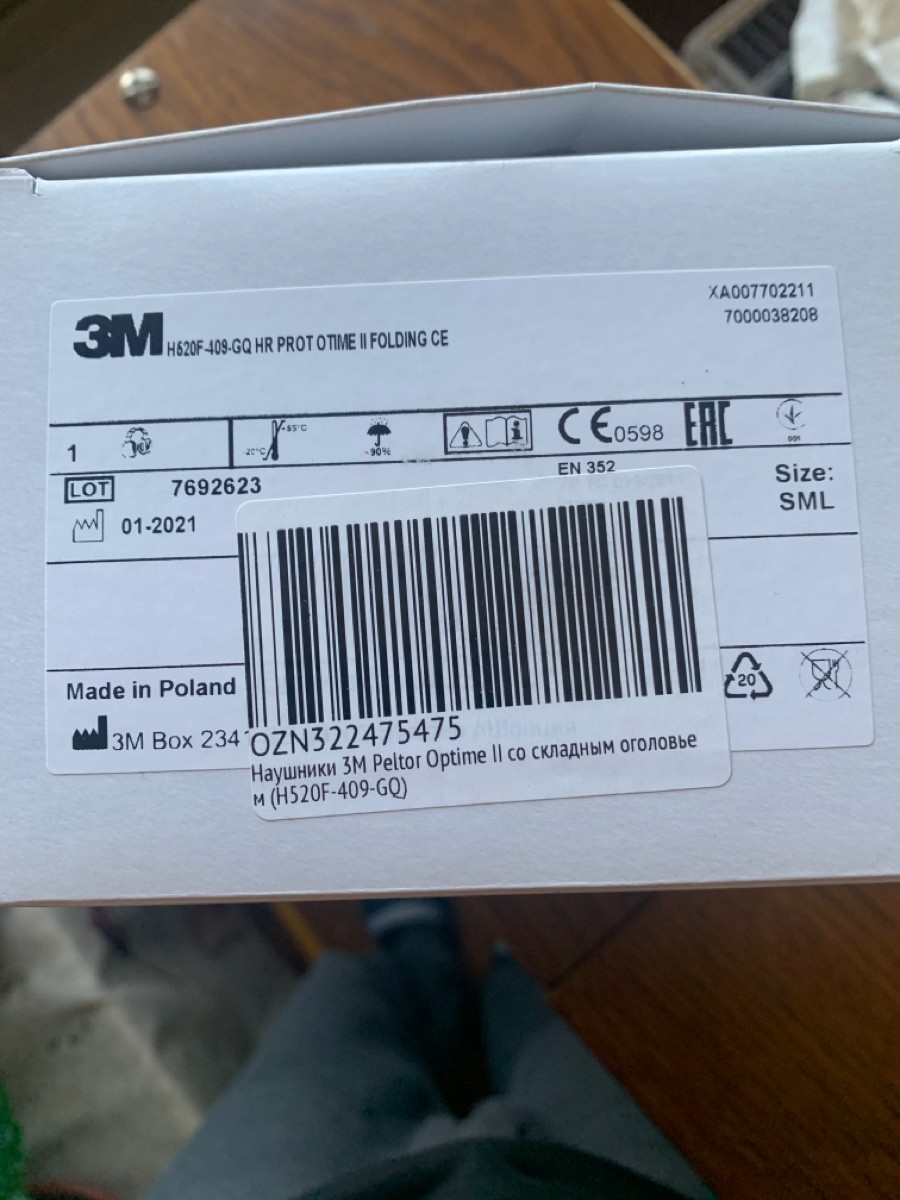 XA007702211
7000038208
3M H520F-409-GQ HR PROT OTIME II FOLDING CE
1
-20°C
+55°C
<90%
CE 0598
EAC
001
LOT 7692623
EN 352
Size:
SML
01-2021
Made in Poland
20
3M Box 2341
OZN322475475
Наушники 3M Peltor Optime II со складным оголовье
м (H520F-409-GQ)